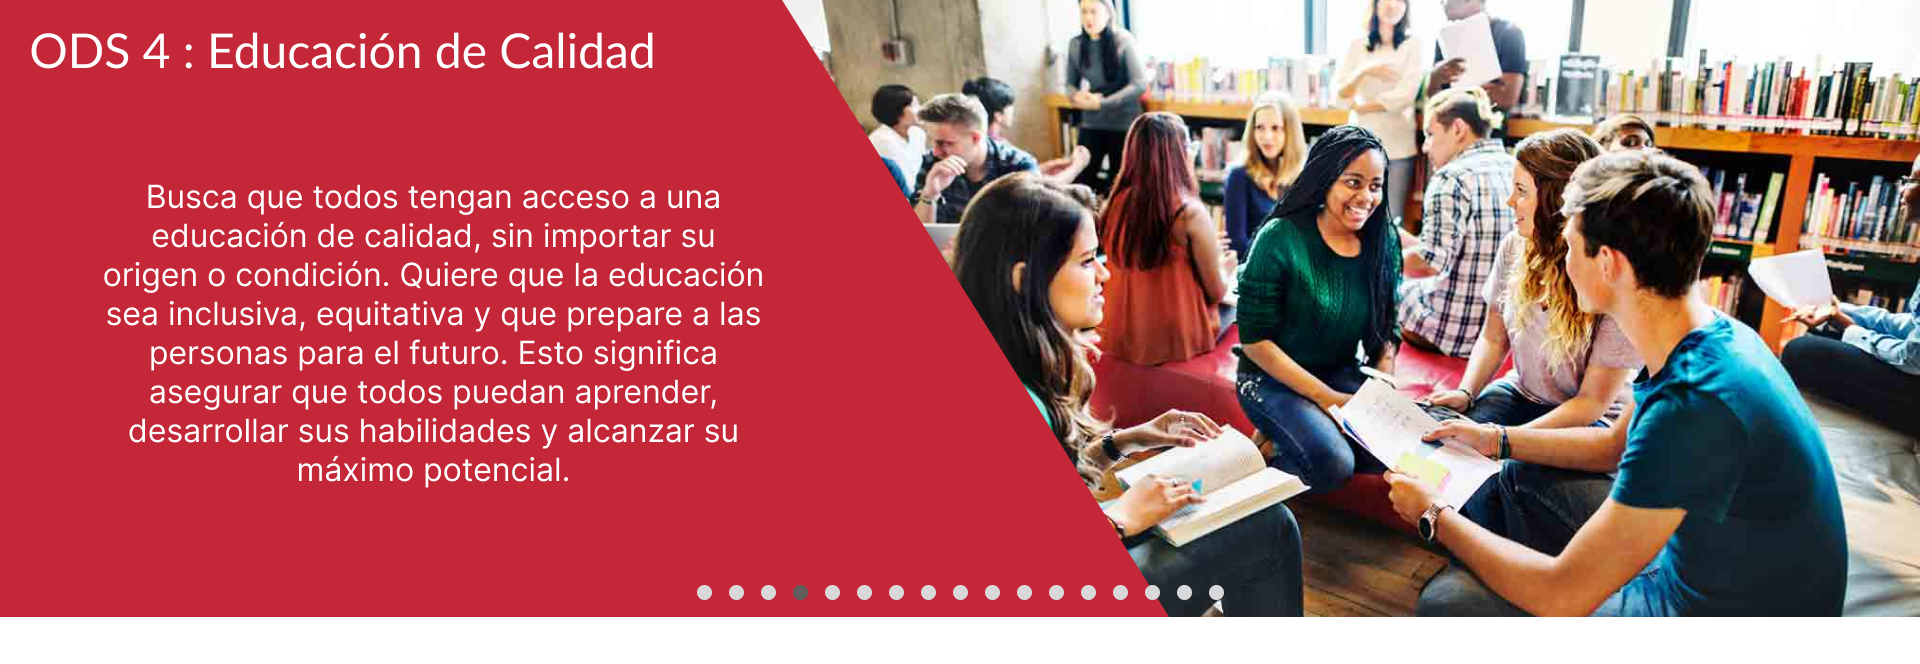 ODS 4 : Educación de Calidad
Busca que todos tengan acceso a una
educación de calidad, sin importar su
origen o condición. Quiere que la educación
sea inclusiva, equitativa y que prepare a las
personas para el futuro. Esto significa
asegurar que todos puedan aprender,
desarrollar sus habilidades y alcanzar su
máximo potencial.